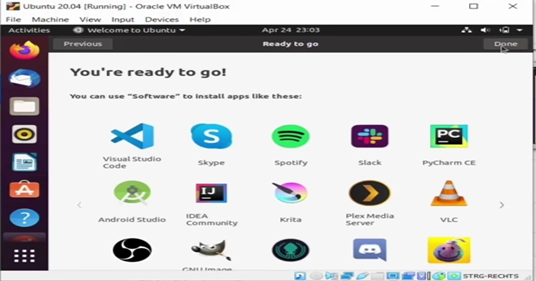 Ubuntu 20.04 [Running] - Oracle VM VirtualBox
File Machine View Input Devices Help
Activities Welcome to Ubuntu Apr 24 23:03
Previous Ready to go Done
You're ready to go!
You can use "Software" to install apps like these:
Visual Studio Code
Skype
Spotify
Slack
PyCharm CE
Android Studio
IDEA Community
Krita
Plex Media Server
VLC
GNU Image
STRG-RECHTS